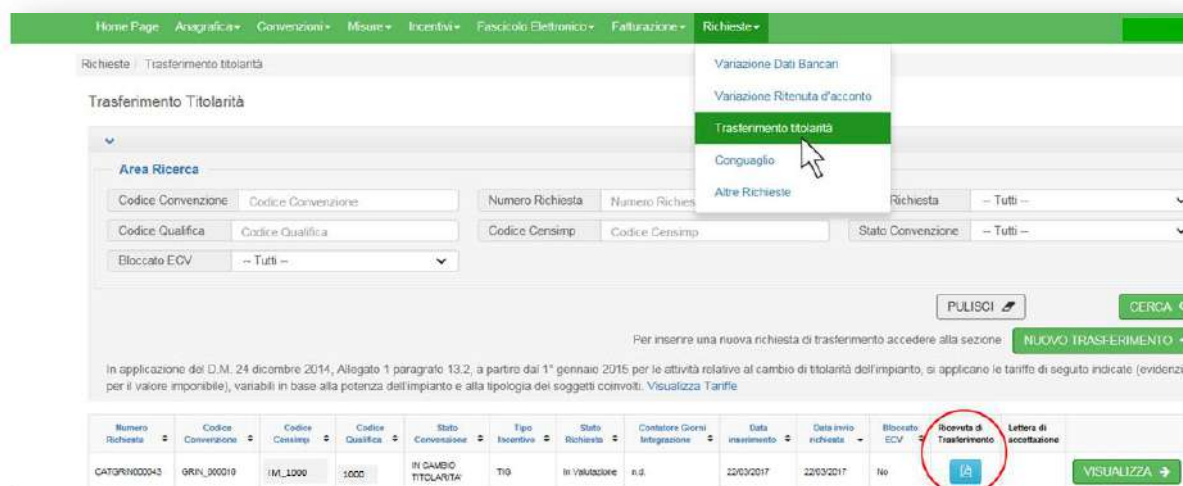 Home Page Anagrafica Convenzioni Misure Incentivi Fascicolo Elettronico Fatturazione Richieste
Richieste / Trasferimento titolarità
Variazione Dati Bancari
Variazione Ritenuta d'acconto
Trasferimento titolarità
Conguaglio
Altre Richieste
Trasferimento Titolarità
Area Ricerca
Codice Convenzione Codice Convenzione Numero Richiesta Numero Richies Richiesta -- Tutti --
Codice Qualifica Codice Qualifica Codice Censimp Codice Censimp Stato Convenzione -- Tutti --
Bloccato ECV -- Tutti --
PULISCI CERCA
Per inserire una nuova richiesta di trasferimento accedere alla sezione NUOVO TRASFERIMENTO
In applicazione del D.M. 24 dicembre 2014, Allegato 1 paragrafo 13.2, a partire dal 1° gennaio 2015 per le attività relative al cambio di titolarità dell'impianto, si applicano le tariffe di seguito indicate (evidenzi
per il valore imponibile), variabili in base alla potenza dell'impianto e alla tipologia dei soggetti coinvolti. Visualizza Tariffe
Numero Richiesta Codice Convenzione Codice Censimp Codice Qualifica Stato Convenzione Tipo Incentivo Stato Richiesta Contatore Giorni Integrazione Data inserimento Data invio richiesta Bloccato ECV Ricevuta di Trasferimento Lettera di accettazione
CATGRIN000043 GRIN_000010 IM_1000 1000 IN CAMBIO TITOLARITA' TIG In Valutazione n.d. 22/03/2017 22/03/2017 No VISUALIZZA